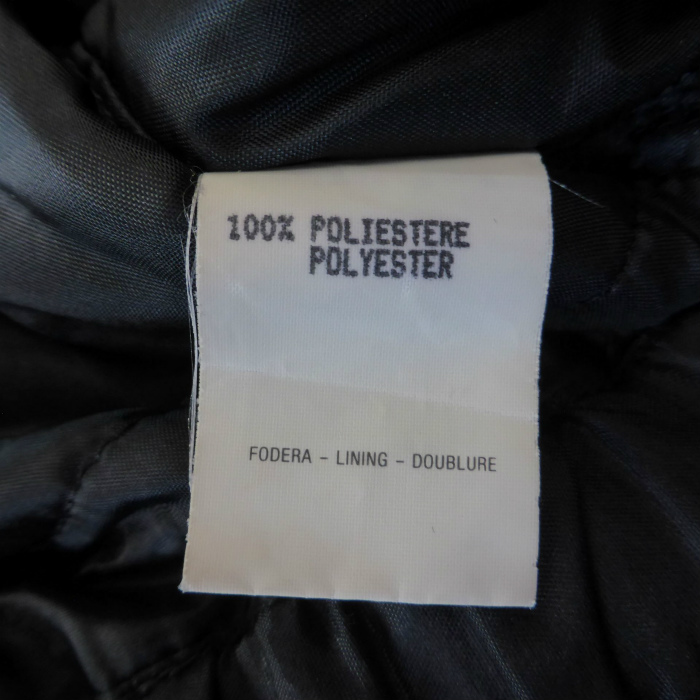 100% POLIESTERE
POLYESTER
FODERA - LINING - DOUBLURE